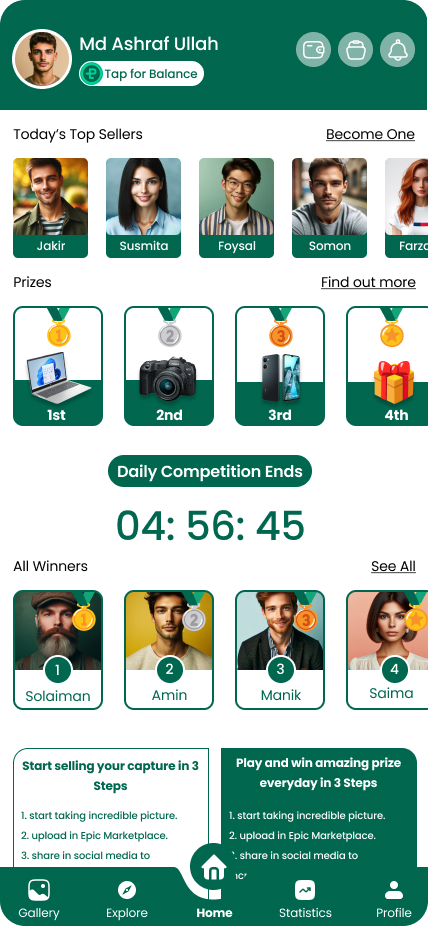 Md Ashraf Ullah
Tap for Balance
Today's Top Sellers
Become One
Jakir
Susmita
Foysal
Somon
Prizes
Find out more
1
2
3
1st
2nd
3rd
4th
Daily Competition Ends
04: 56: 45
All Winners
See All
1
2
3
1
2
3
4
Solaiman
Amin
Manik
Saima
Start selling your capture in 3
Steps
1. start taking incredible picture.
2. upload in Epic Marketplace.
3. share in social media to
Play and win amazing prize
everyday in 3 Steps
1. start taking incredible picture.
2. upload in Epic Marketplace.
share in social media to
Gallery
Explore
Home
Statistics
Profile